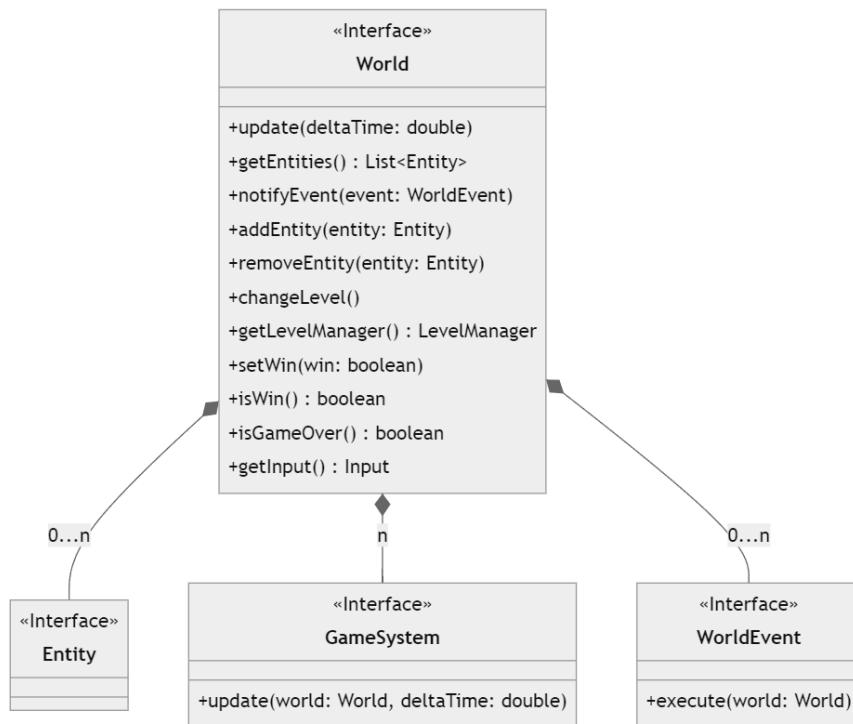 «Interface»
World
+update(deltaTime: double)
+getEntities() : List<Entity>
+notifyEvent(event: WorldEvent)
+addEntity(entity: Entity)
+removeEntity(entity: Entity)
+changeLevel()
+getLevelManager() : LevelManager
+setWin(win: boolean)
+isWin() : boolean
+isGameOver() : boolean
+getInput() : Input
0...n
n
0...n
«Interface»
Entity
«Interface»
GameSystem
+update(world: World, deltaTime: double)
«Interface»
WorldEvent
+execute(world: World)